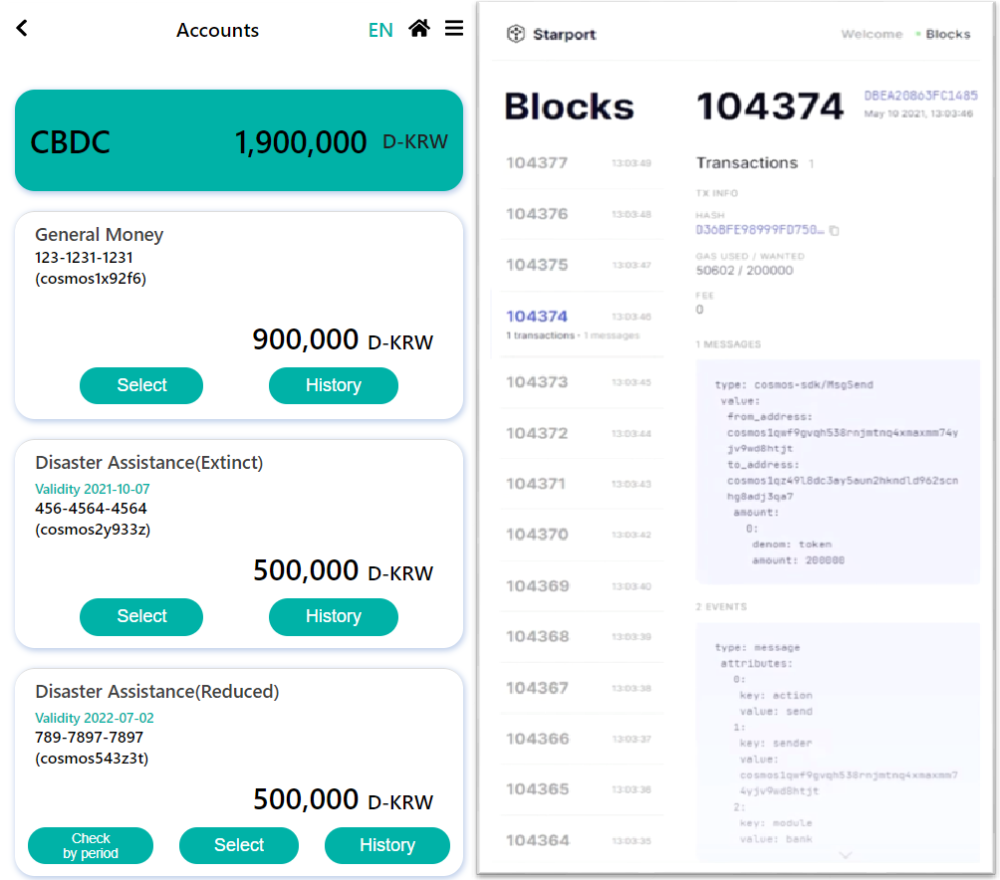 Accounts
EN
CBDC
1,900,000 D-KRW
General Money
123-1231-1231
(cosmos1x92f6)
900,000 D-KRW
Select
History
Disaster Assistance(Extinct)
Validity 2021-10-07
456-4564-4564
(cosmos2y933z)
500,000 D-KRW
Select
History
Disaster Assistance(Reduced)
Validity 2022-07-02
789-7897-7897
(cosmos543z3t)
500,000 D-KRW
Check
by period
Select
History
Starport
Welcome
Blocks
Blocks
104377 13:03:49
104376 13:03:48
104375 13:03:47
104374 13:03:46
1 transactions · 1 messages
104373 13:03:45
104372 13:03:44
104371 13:03:43
104370 13:03:42
104369 13:03:40
104368 13:03:39
104367 13:03:38
104366 13:03:37
104365 13:03:36
104364 13:03:35
104374
0BEA20863FC1485
May 10 2021, 13:03:46
Transactions 1
TX INFO
HASH
D36BFE98999FD758...
GAS USED / WANTED
50602 / 200000
FEE
0
1 MESSAGES
type: cosmos-sdk/MsgSend
value:
from_address:
cosmos1qwf9gvqh538rnjmtnq4xmaxmm74y
jv9wd8htjt
to_address:
cosmos1qz49l8dc3ay5aun2hkndld962scn
hg8adj3qa7
amount:
0:
denom: token
amount: 200000
2 EVENTS
type: message
attributes:
0:
key: action
value: send
1:
key: sender
value:
cosmos1qwf9gvqh538rnjmtnq4xmaxmm7
4yjv9wd8htjt
2:
key: module
value: bank